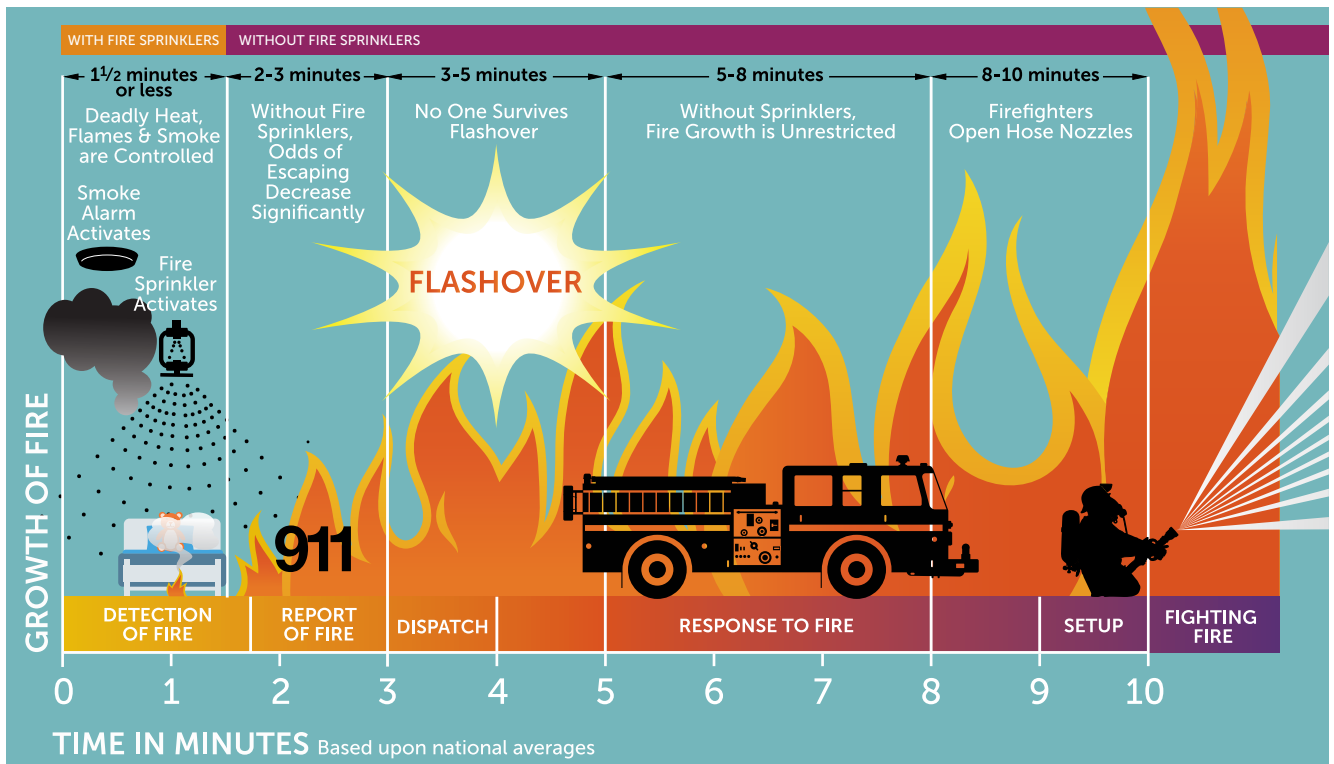 WITH FIRE SPRINKLERS
WITHOUT FIRE SPRINKLERS
1 1/2 minutes
or less
Deadly Heat,
Flames & Smoke
are Controlled
Smoke
Alarm
Activates
Fire
Sprinkler
Activates
2-3 minutes
Without Fire
Sprinklers,
Odds of
Escaping
Decrease
Significantly
3-5 minutes
No One Survives
Flashover
FLASHOVER
5-8 minutes
Without Sprinklers,
Fire Growth is Unrestricted
8-10 minutes
Firefighters
Open Hose Nozzles
911
GROWTH OF FIRE
DETECTION
OF FIRE
REPORT
OF FIRE
DISPATCH
RESPONSE TO FIRE
SETUP
FIGHTING
FIRE
0 1 2 3 4 5 6 7 8 9 10
TIME IN MINUTES Based upon national averages